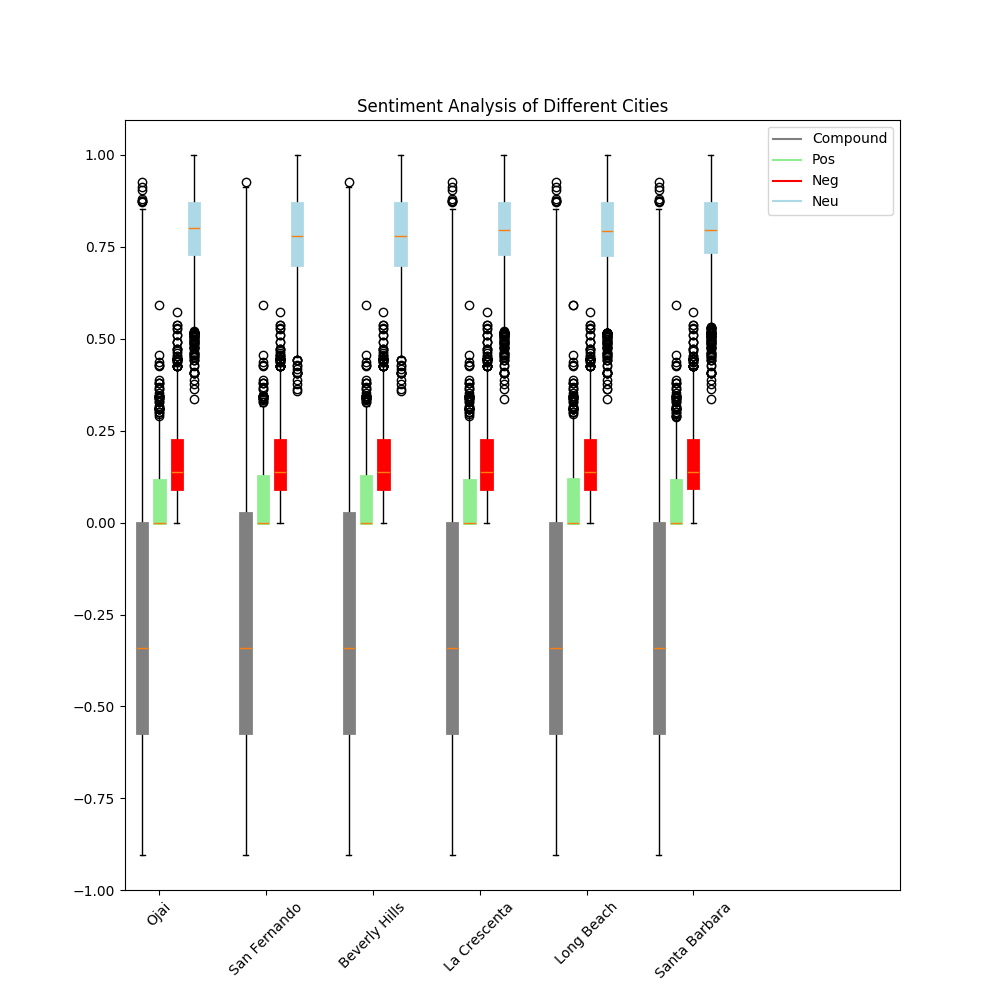 Sentiment Analysis of Different Cities
Compound
Pos
Neg
Neu
1.00
0.75
0.50
0.25
0.00
−0.25
−0.50
−0.75
−1.00
Ojai
San Fernando
Beverly Hills
La Crescenta
Long Beach
Santa Barbara